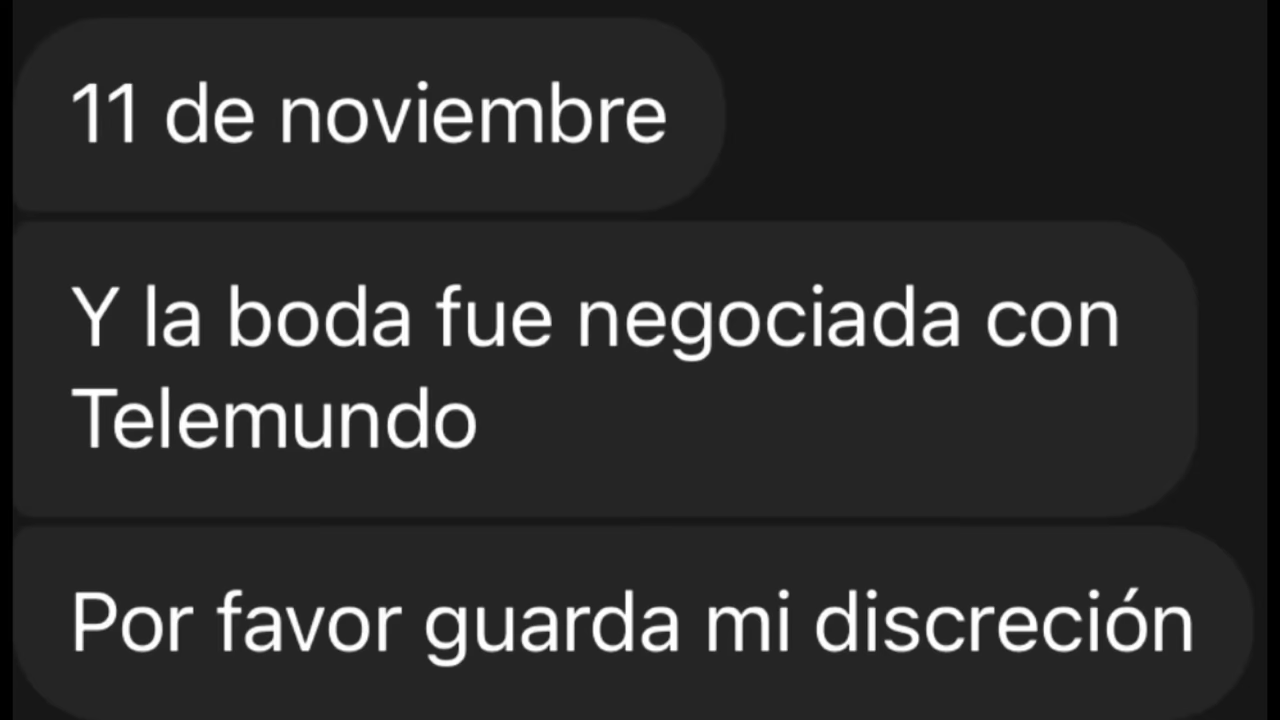 11 de noviembre
Y la boda fue negociada con
Telemundo
Por favor guarda mi discreción